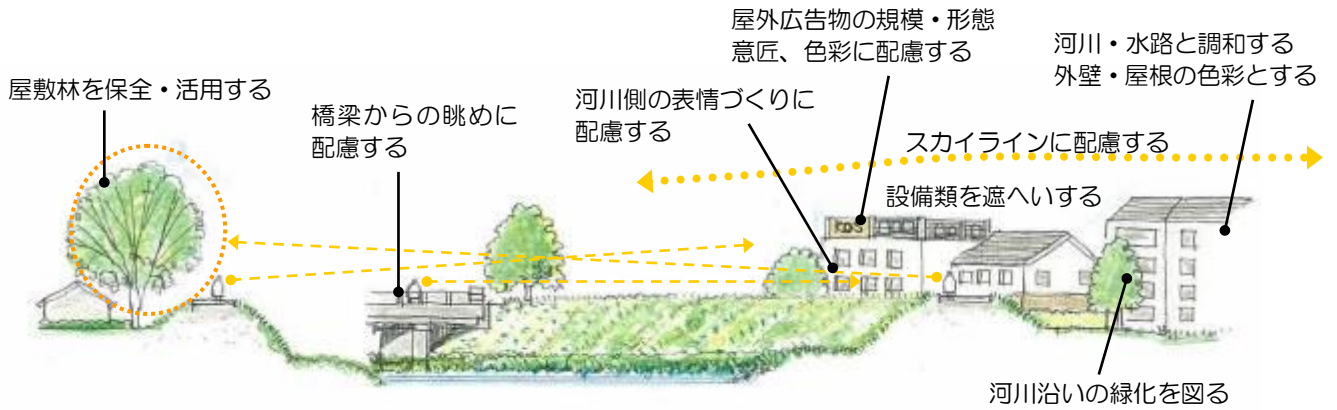 屋敷林を保全・活用する
橋梁からの眺めに
配慮する
河川側の表情づくりに
配慮する
屋外広告物の規模・形態
意匠、色彩に配慮する
河川・水路と調和する
外壁・屋根の色彩とする
スカイラインに配慮する
設備類を遮へいする
河川沿いの緑化を図る